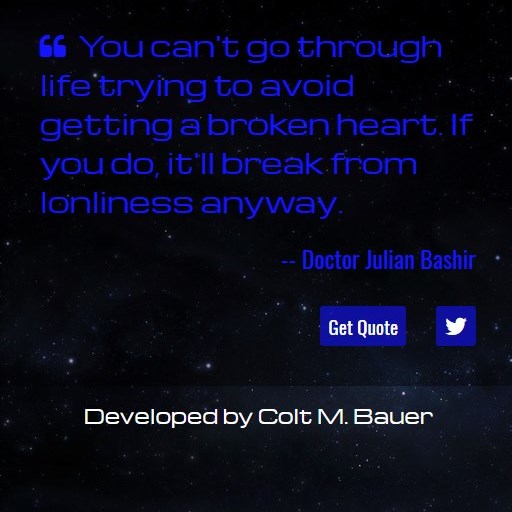 ❝ You can't go through
life trying to avoid
getting a broken heart. If
you do, it'll break from
lonliness anyway.
-- Doctor Julian Bashir
Get Quote
Developed by Colt M. Bauer